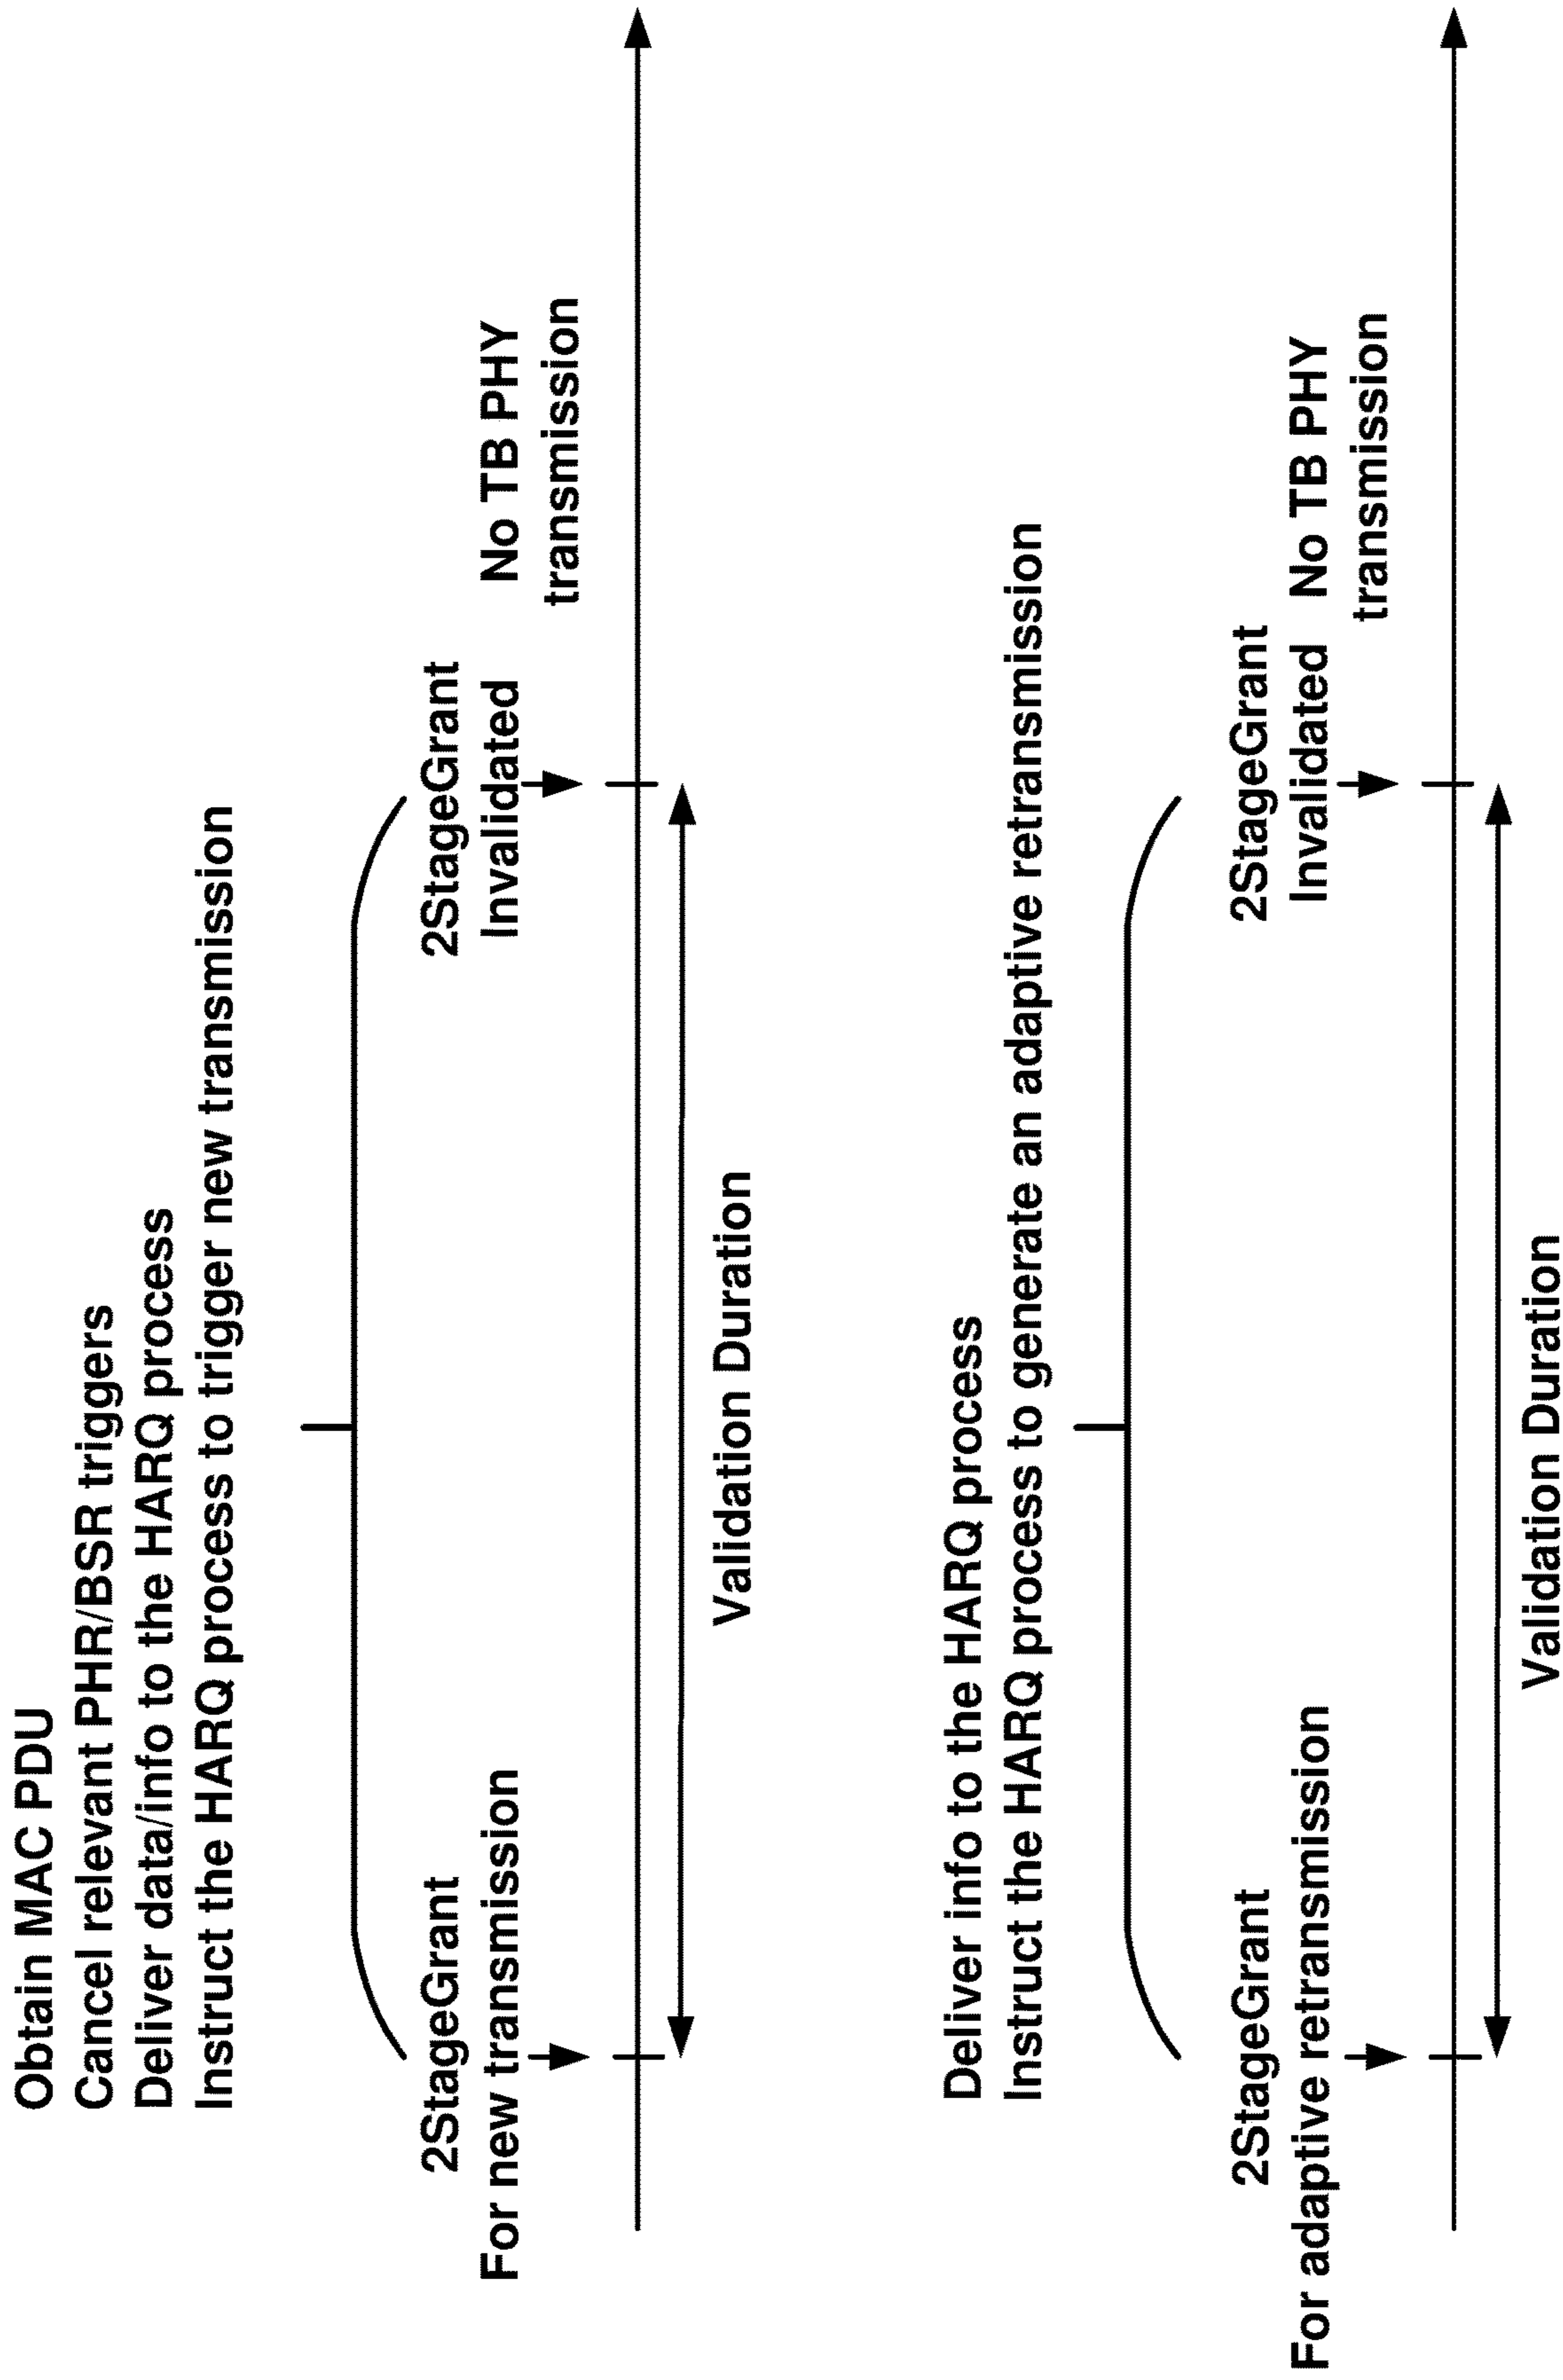 Obtain MAC PDU
Cancel relevant PHR/BSR triggers
Deliver data/info to the HARQ process
Instruct the HARQ process to trigger new transmission
2StageGrant
For new transmission
2StageGrant
Invalidated
No TB PHY
transmission
Validation Duration
Deliver info to the HARQ process
Instruct the HARQ process to generate an adaptive retransmission
2StageGrant
For adaptive retransmission
2StageGrant
Invalidated
No TB PHY
transmission
Validation Duration